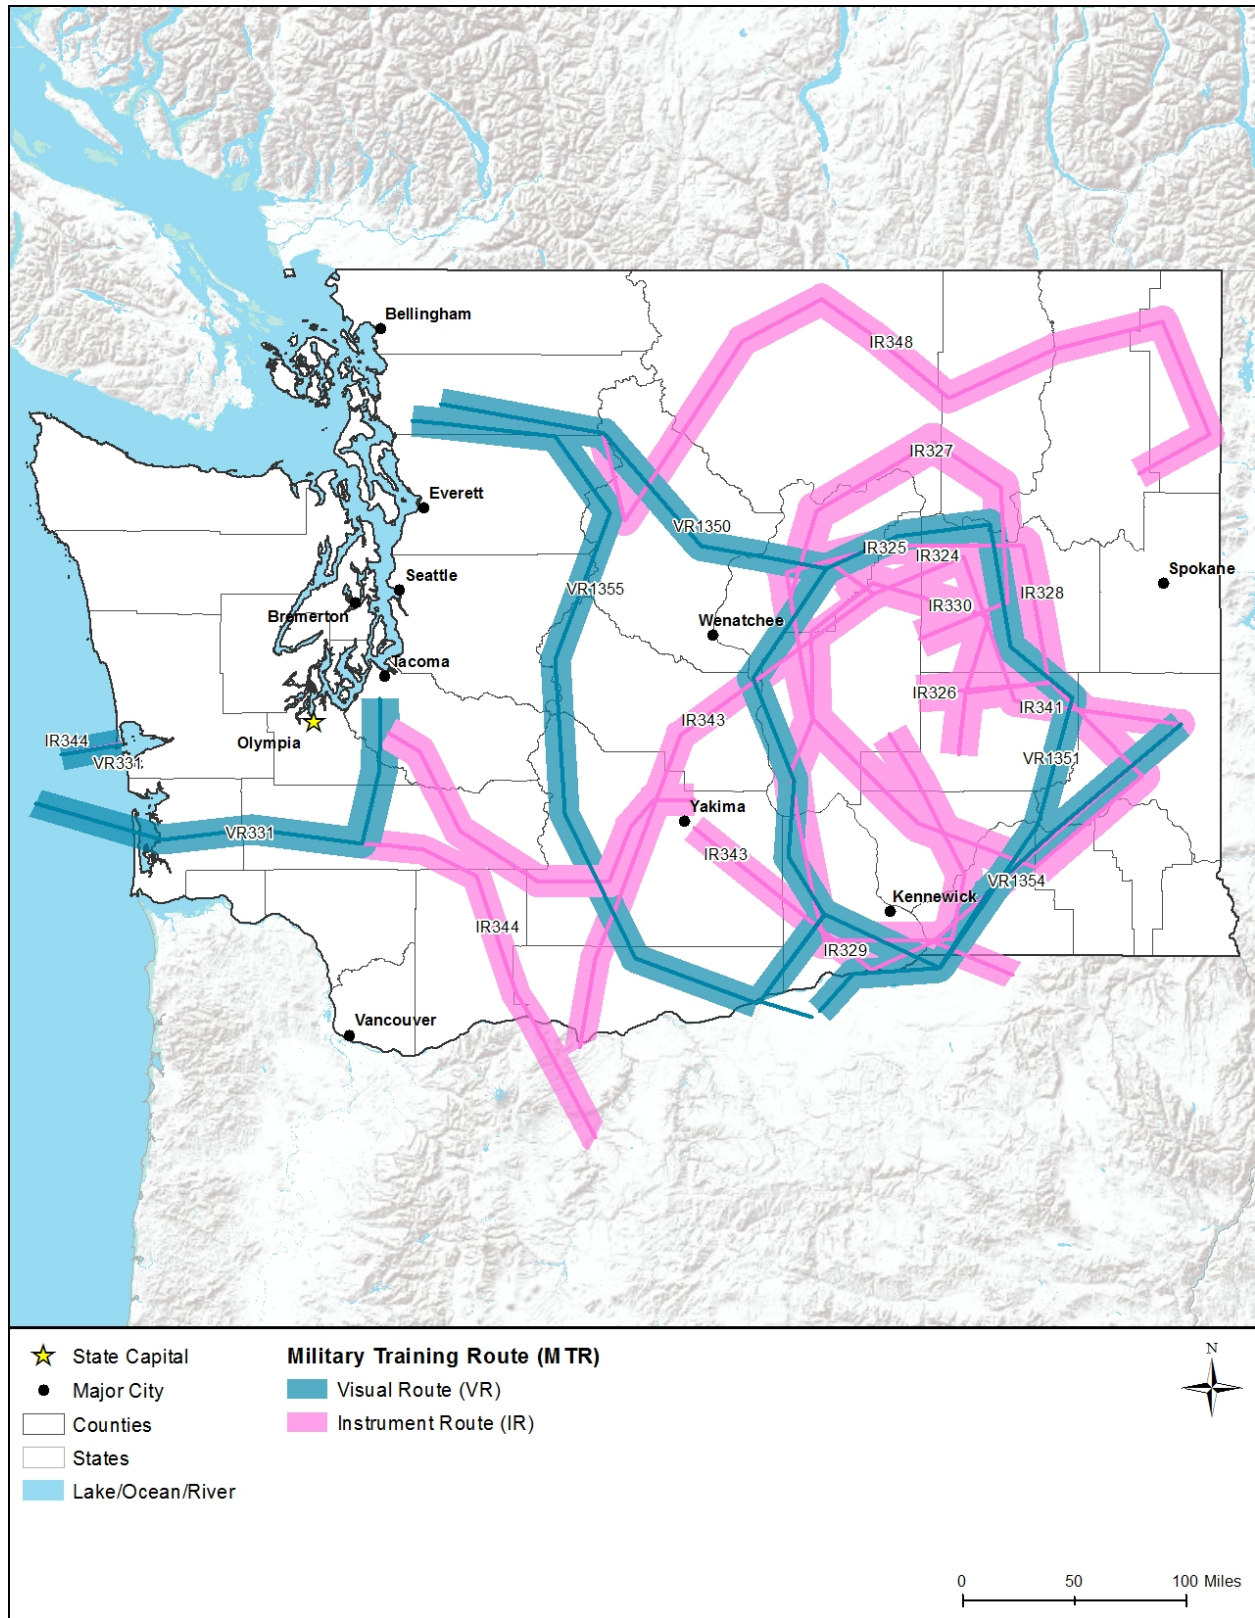 Bellingham
IR348
IR327
Everett
VR1350
IR325
IR324
Spokane
Seattle
VR1355
IR328
Bremerton
IR330
Wenatchee
Tacoma
IR326
IR341
IR343
Olympia
IR344
VR331
VR1351
Yakima
VR331
IR343
VR1354
Kennewick
IR344
IR329
Vancouver
State Capital
Major City
Counties
States
Lake/Ocean/River
Military Training Route (MTR)
Visual Route (VR)
Instrument Route (IR)
N
0 50 100 Miles